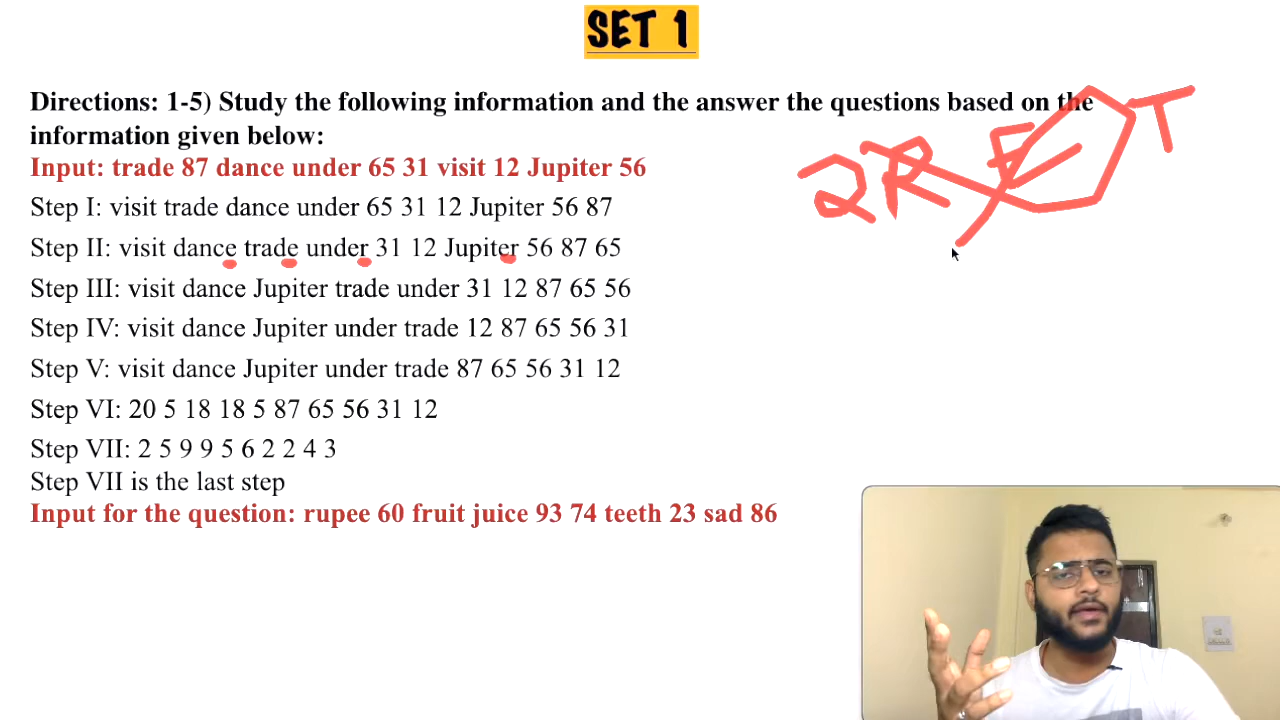 SET 1
Directions: 1-5) Study the following information and the answer the questions based on the
information given below:
Input: trade 87 dance under 65 31 visit 12 Jupiter 56
Step I: visit trade dance under 65 31 12 Jupiter 56 87
Step II: visit dance trade under 31 12 Jupiter 56 87 65
Step III: visit dance Jupiter trade under 31 12 87 65 56
Step IV: visit dance Jupiter under trade 12 87 65 56 31
Step V: visit dance Jupiter under trade 87 65 56 31 12
Step VI: 20 5 18 18 5 87 65 56 31 12
Step VII: 2 5 9 9 5 6 2 2 4 3
Step VII is the last step
Input for the question: rupee 60 fruit juice 93 74 teeth 23 sad 86
2R E T